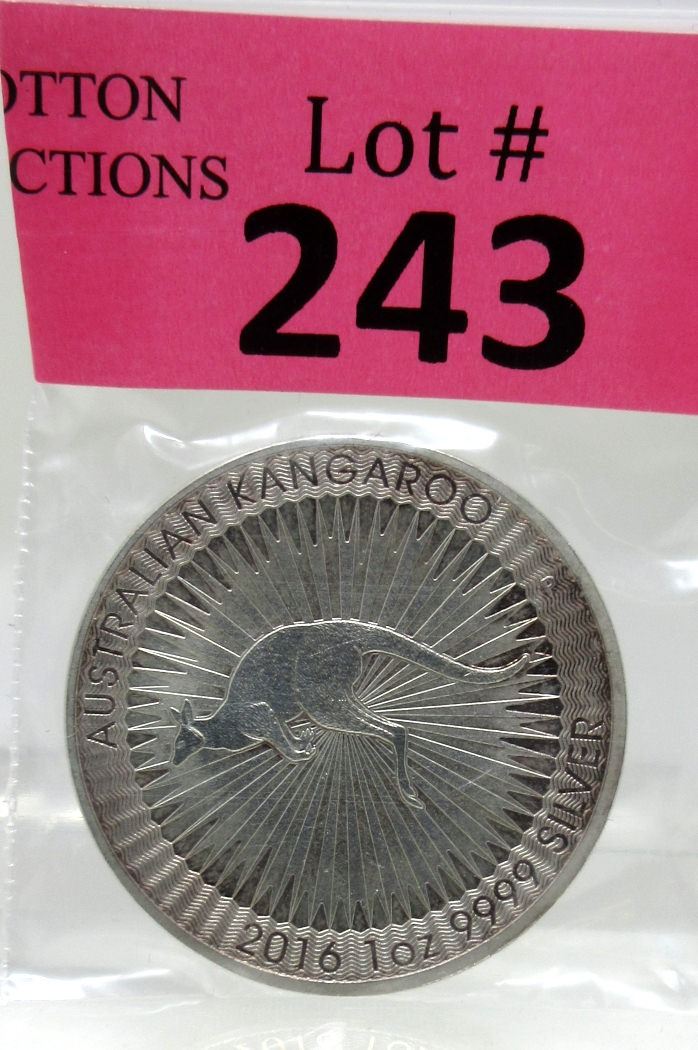 OTTON
CTIONS
Lot #
243
AUSTRALIAN KANGAROO
P
2016 1oz 9999 SILVER